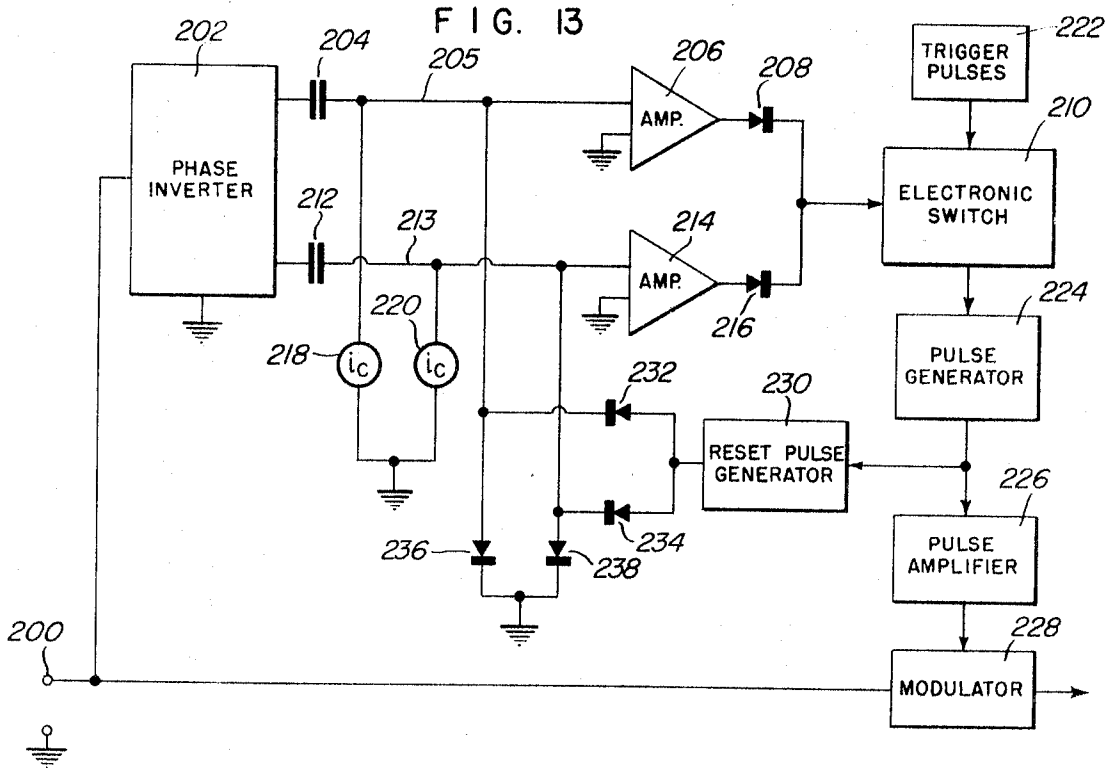 FIG. 13
202
204
205
206
208
222
TRIGGER
PULSES
210
AMP.
PHASE
INVERTER
ELECTRONIC
SWITCH
212
213
214
AMP.
216
218
220
ic
ic
224
PULSE
GENERATOR
232
230
RESET PULSE
GENERATOR
226
234
236
238
PULSE
AMPLIFIER
200
228
MODULATOR